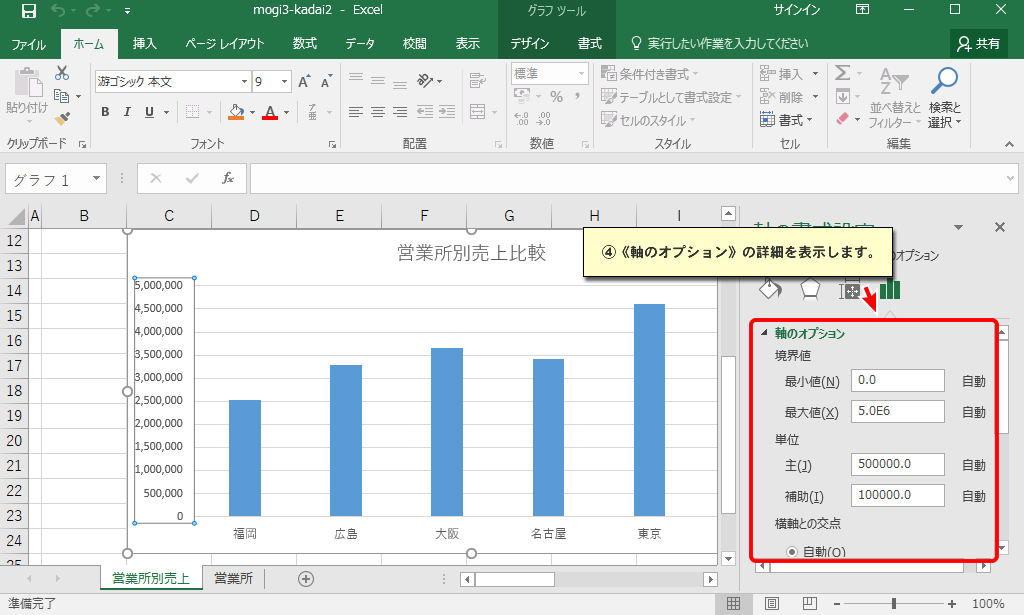 mogi3-kadai2 - Excel
グラフ ツール
サインイン
ファイル ホーム 挿入 ページ レイアウト 数式 データ 校閲 表示 デザイン 書式 実行したい作業を入力してください 共有
貼り付け
クリップボード
游ゴシック 本文 9
B I U
フォント
配置
標準
%
数値
条件付き書式
テーブルとして書式設定
セルのスタイル
スタイル
挿入
削除
書式
セル
並べ替えと
フィルター
検索と
選択
編集
グラフ 1
fx
A B C D E F G H I
12
13
14
15
16
17
18
19
20
21
22
23
24
営業所別売上比較
5,000,000
4,500,000
4,000,000
3,500,000
3,000,000
2,500,000
2,000,000
1,500,000
1,000,000
500,000
0
福岡 広島 大阪 名古屋 東京
④《軸のオプション》の詳細を表示します。
オプション
軸のオプション
境界値
最小値(N) 0.0 自動
最大値(X) 5.0E6 自動
単位
主(J) 500000.0 自動
補助(I) 100000.0 自動
横軸との交点
自動(O)
営業所別売上 営業所
準備完了
100%